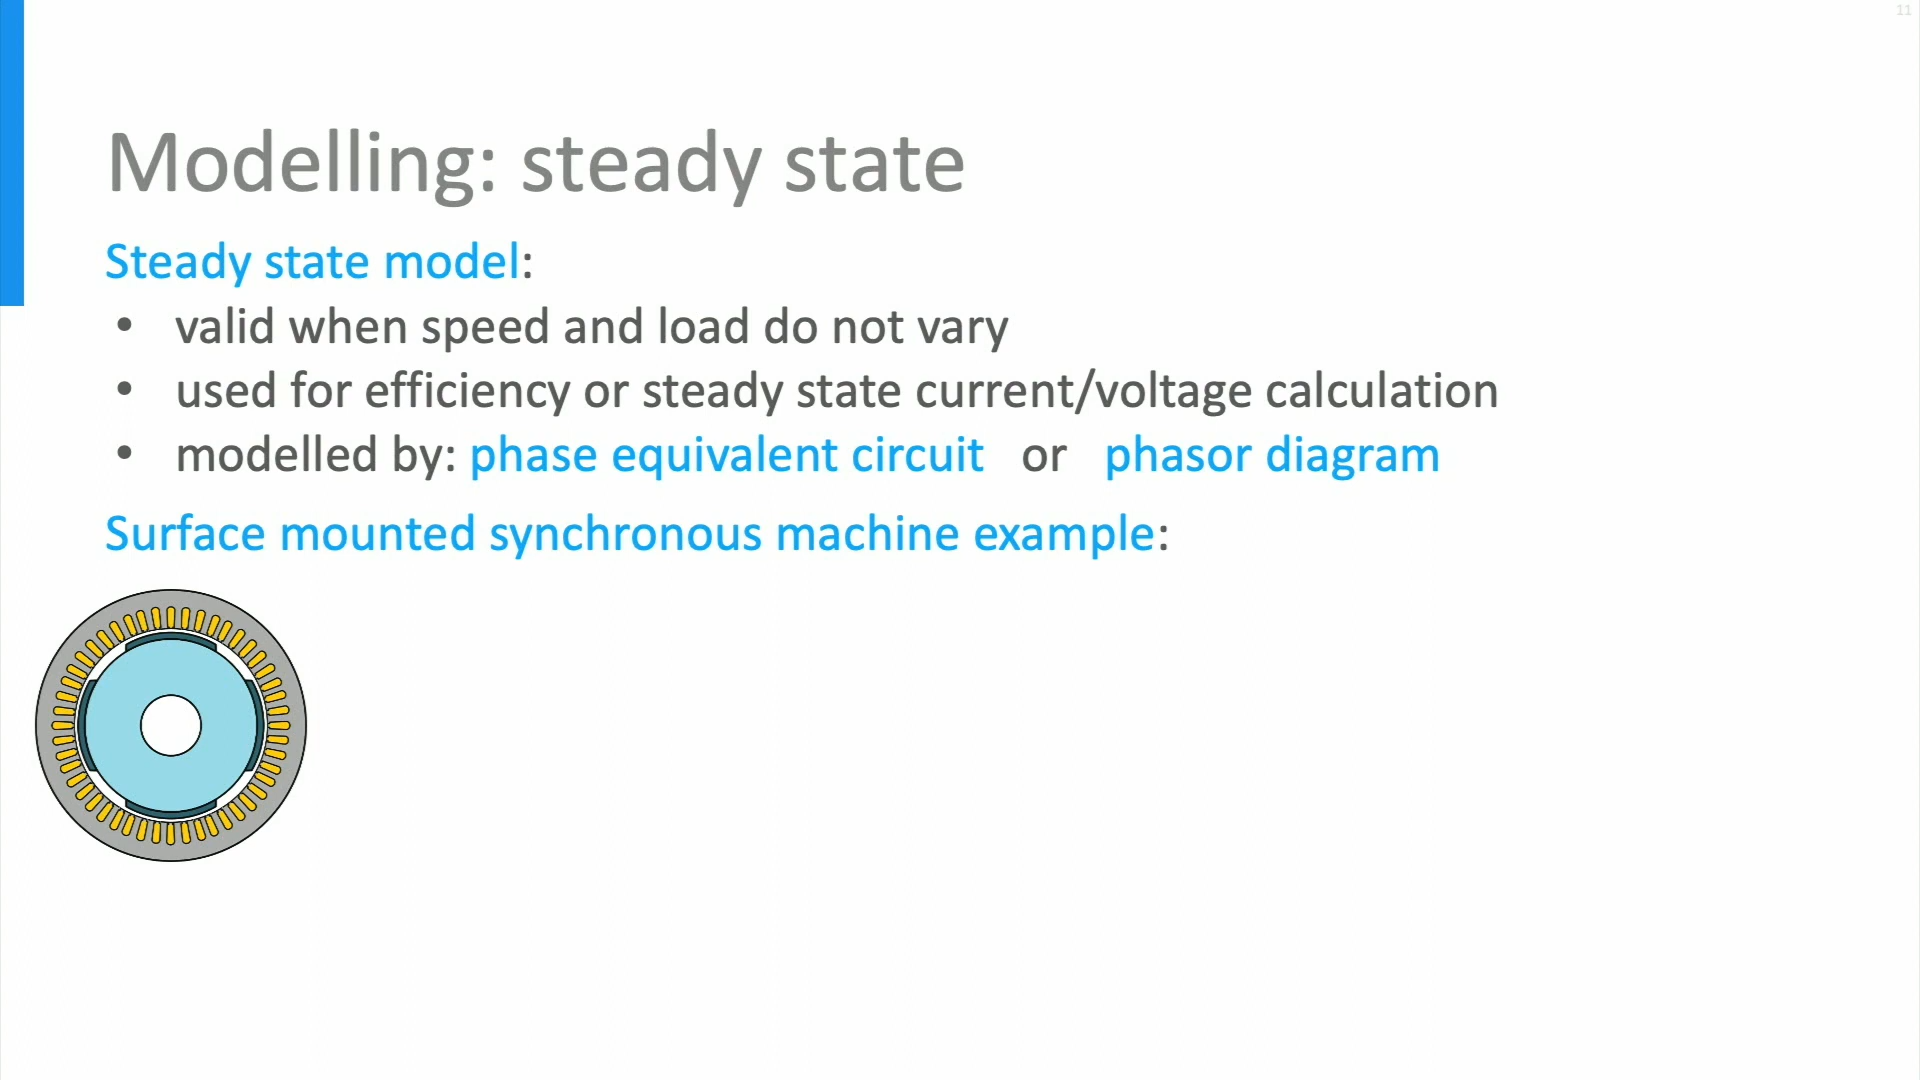 11
Modelling: steady state
Steady state model:
• valid when speed and load do not vary
• used for efficiency or steady state current/voltage calculation
• modelled by: phase equivalent circuit or phasor diagram
Surface mounted synchronous machine example: